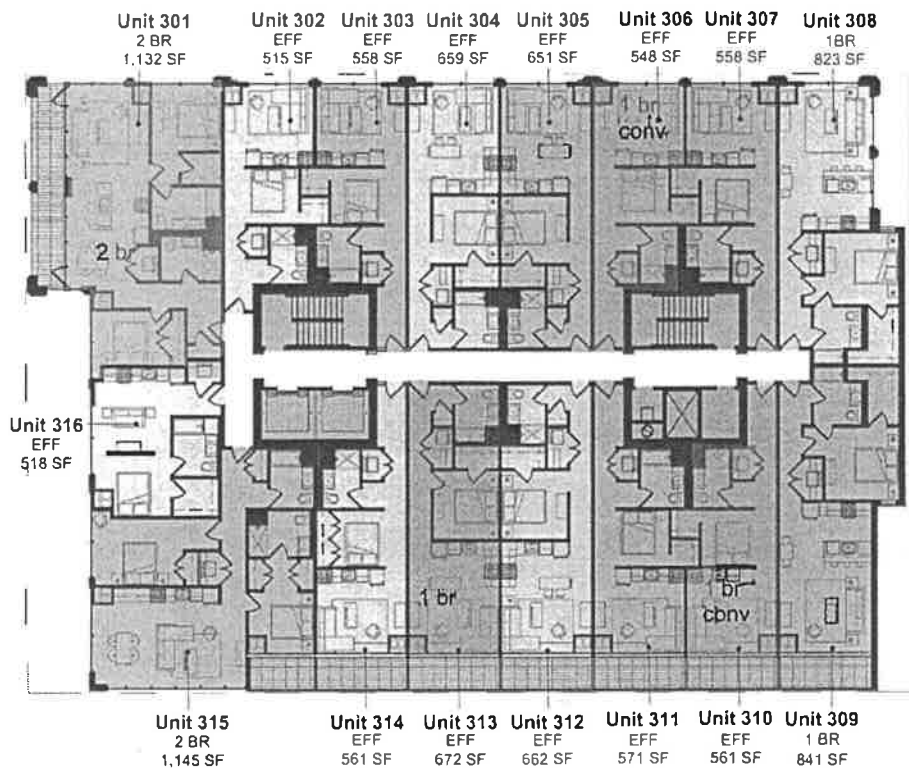 Unit 301
2 BR
1,132 SF
Unit 302
EFF
515 SF
Unit 303
EFF
558 SF
Unit 304
EFF
659 SF
Unit 305
EFF
651 SF
Unit 306
EFF
548 SF
Unit 307
EFF
558 SF
Unit 308
1BR
823 SF
1 br
conv
2 br
Unit 316
EFF
518 SF
1 br
1
br
conv
Unit 315
2 BR
1,145 SF
Unit 314
EFF
561 SF
Unit 313
EFF
672 SF
Unit 312
EFF
662 SF
Unit 311
EFF
571 SF
Unit 310
EFF
561 SF
Unit 309
1 BR
841 SF